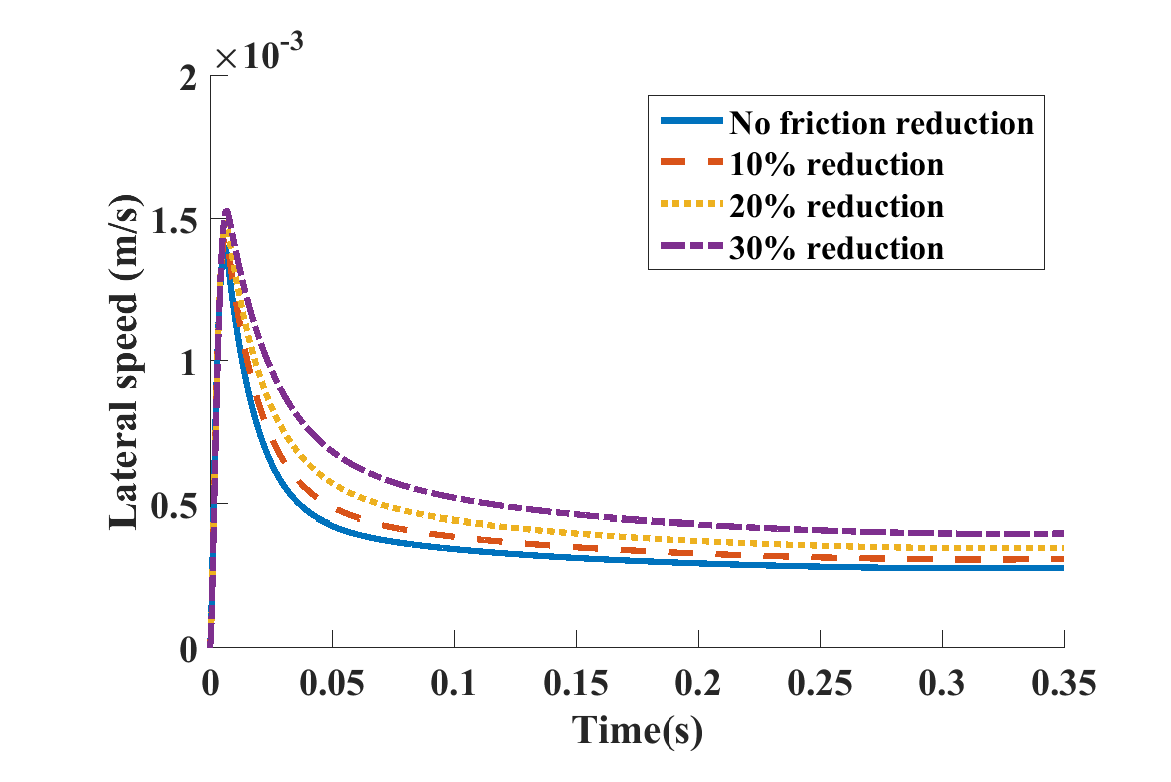 ×10-3
2
1.5
1
0.5
0
Lateral speed (m/s)
No friction reduction
10% reduction
20% reduction
30% reduction
0 0.05 0.1 0.15 0.2 0.25 0.3 0.35
Time(s)